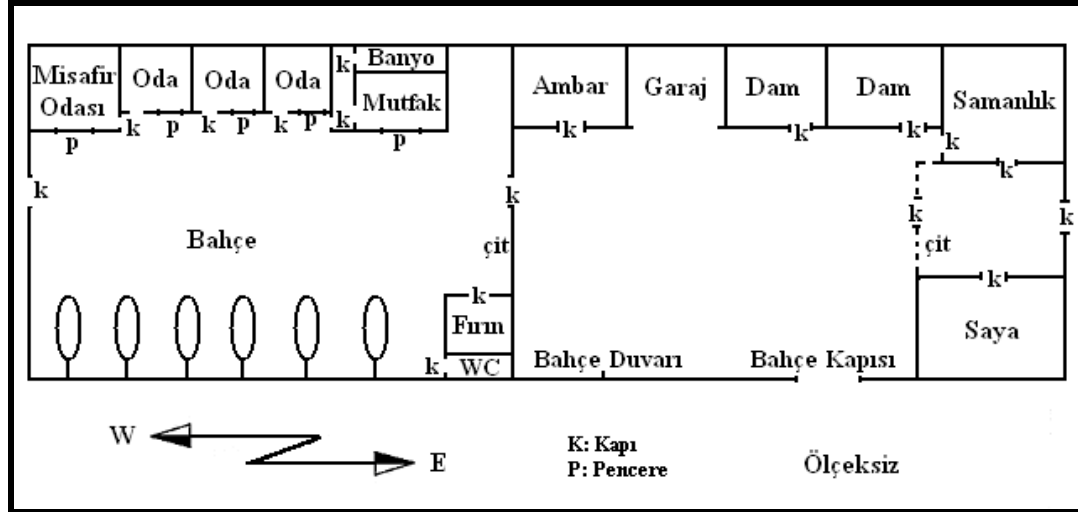 Misafir
Odası
Oda
Oda
Oda
k
Banyo
Mutfak
k
p
k
p
k
p
k
p
k
p
Ambar
Garaj
Dam
Dam
Samanlık
k
k
k
k
k
k
k
k
k
Bahçe
çit
çit
k
k
Fırın
k
WC
Saya
Bahçe Duvarı
Bahçe Kapısı
W
E
K: Kapı
P: Pencere
Ölçeksiz